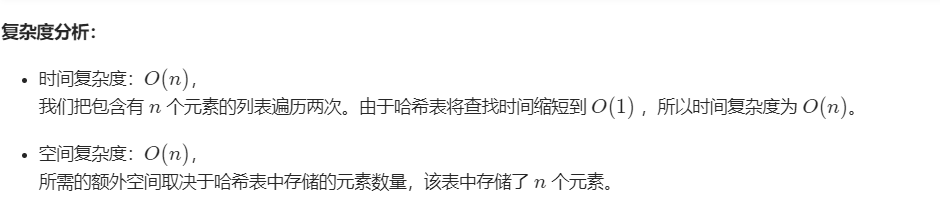 复杂度分析：
• 时间复杂度：O(n)，
我们把包含有 n 个元素的列表遍历两次。由于哈希表将查找时间缩短到 O(1) ，所以时间复杂度为 O(n)。
• 空间复杂度：O(n)，
所需的额外空间取决于哈希表中存储的元素数量，该表中存储了 n 个元素。